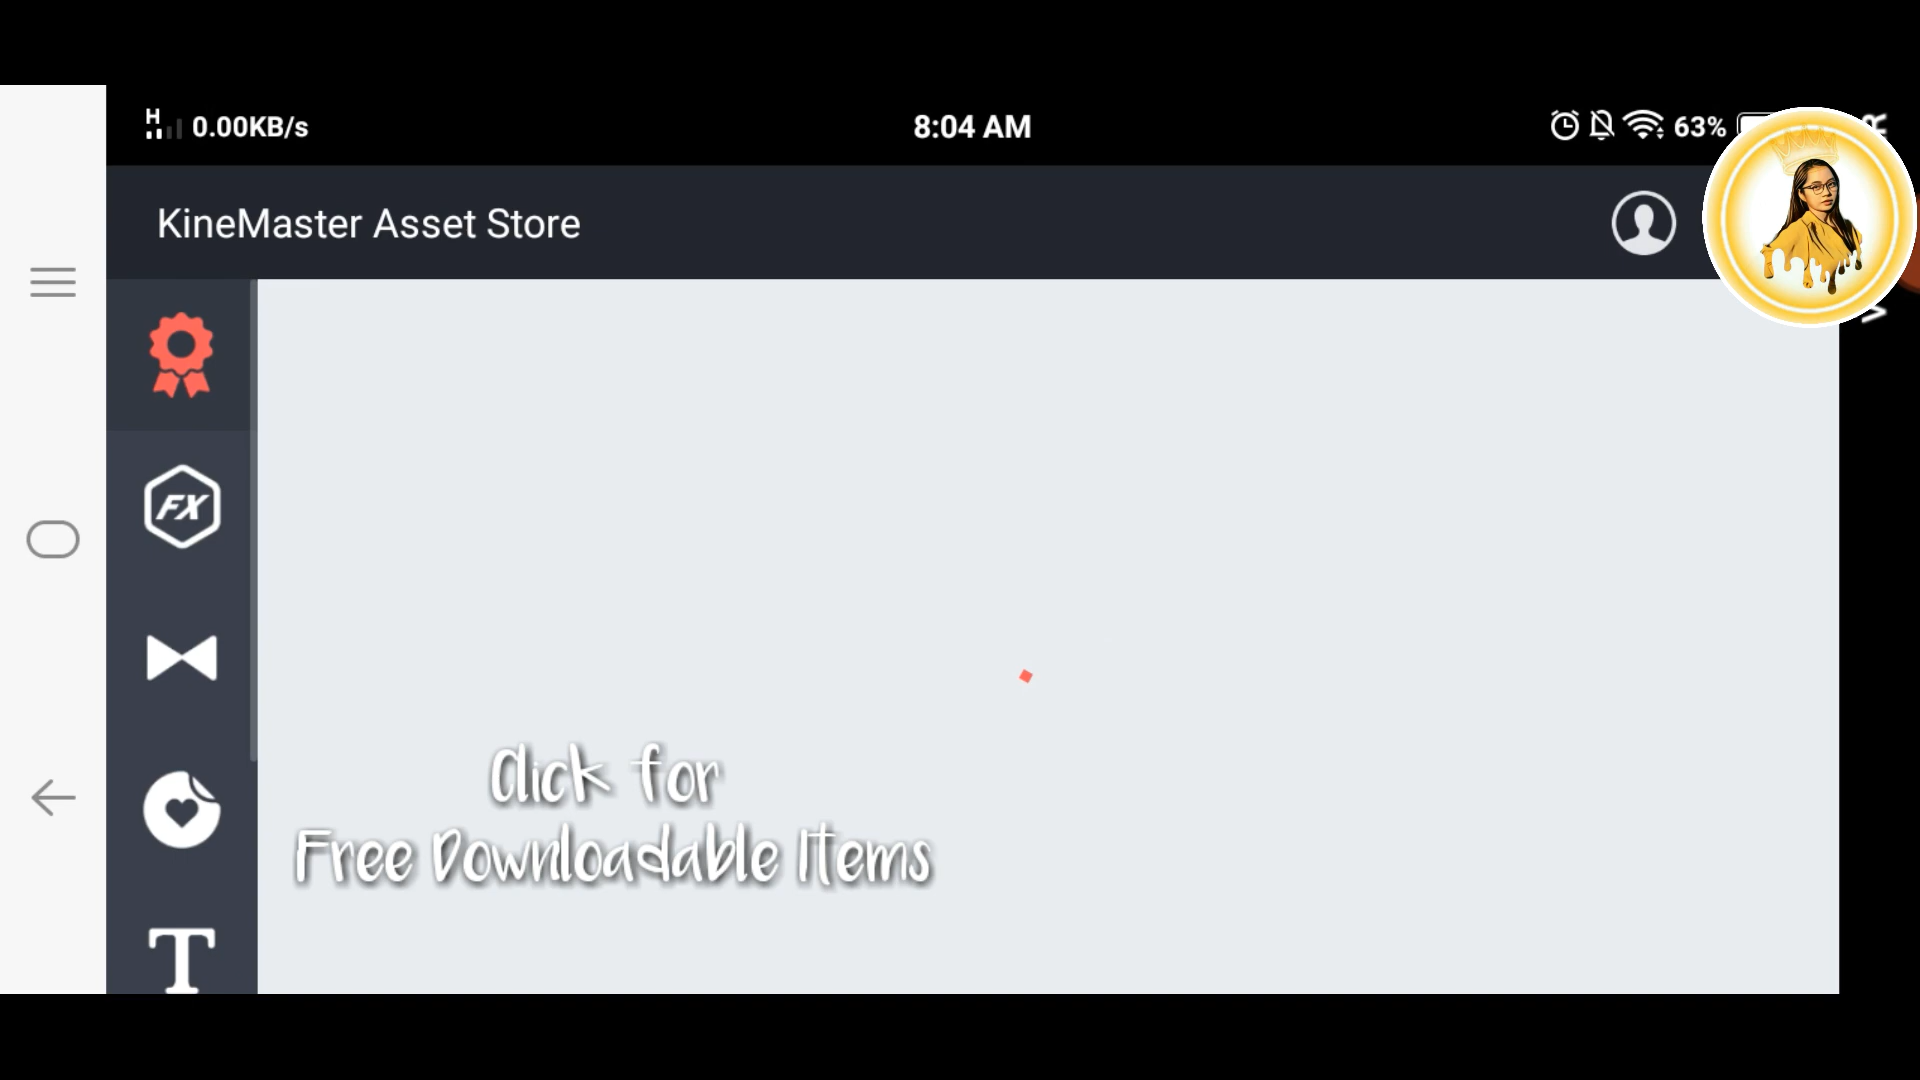 H 0.00KB/s
8:04 AM
63%
R
KineMaster Asset Store
FX
Click for
Free Downloadable Items
T